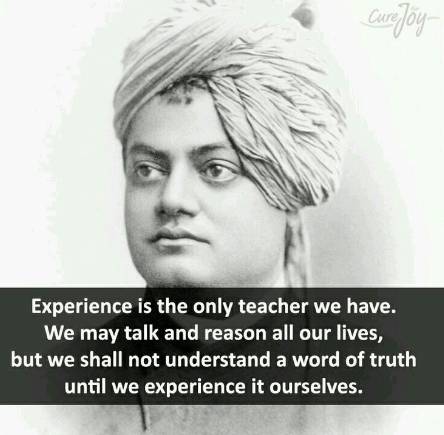 CureJoy
Experience is the only teacher we have.
We may talk and reason all our lives,
but we shall not understand a word of truth
until we experience it ourselves.